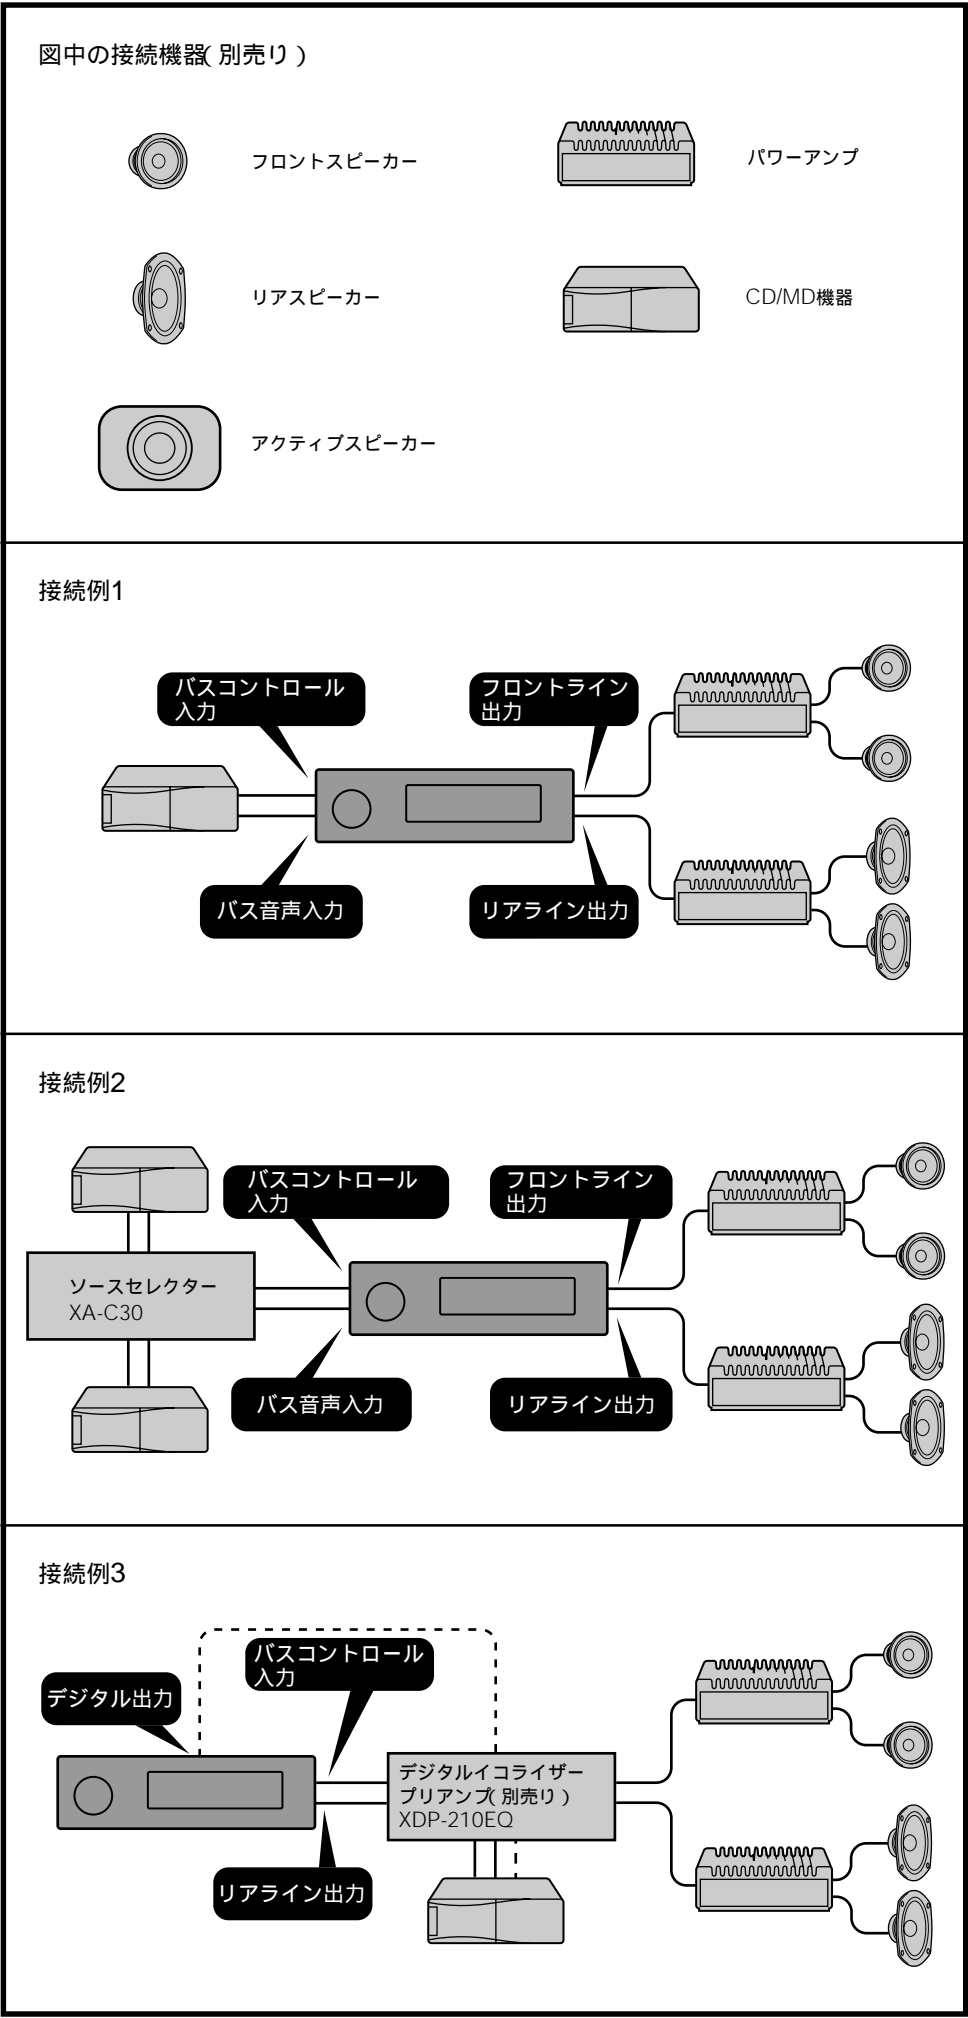 図中の接続機器(別売り)
フロントスピーカー
パワーアンプ
リアスピーカー
CD/MD機器
アクティブスピーカー
接続例1
バスコントロール
入力
フロントライン
出力
バス音声入力
リアライン出力
接続例2
バスコントロール
入力
フロントライン
出力
ソースセレクター
XA-C30
バス音声入力
リアライン出力
接続例3
バスコントロール
入力
デジタル出力
デジタルイコライザー
プリアンプ(別売り)
XDP-210EQ
リアライン出力